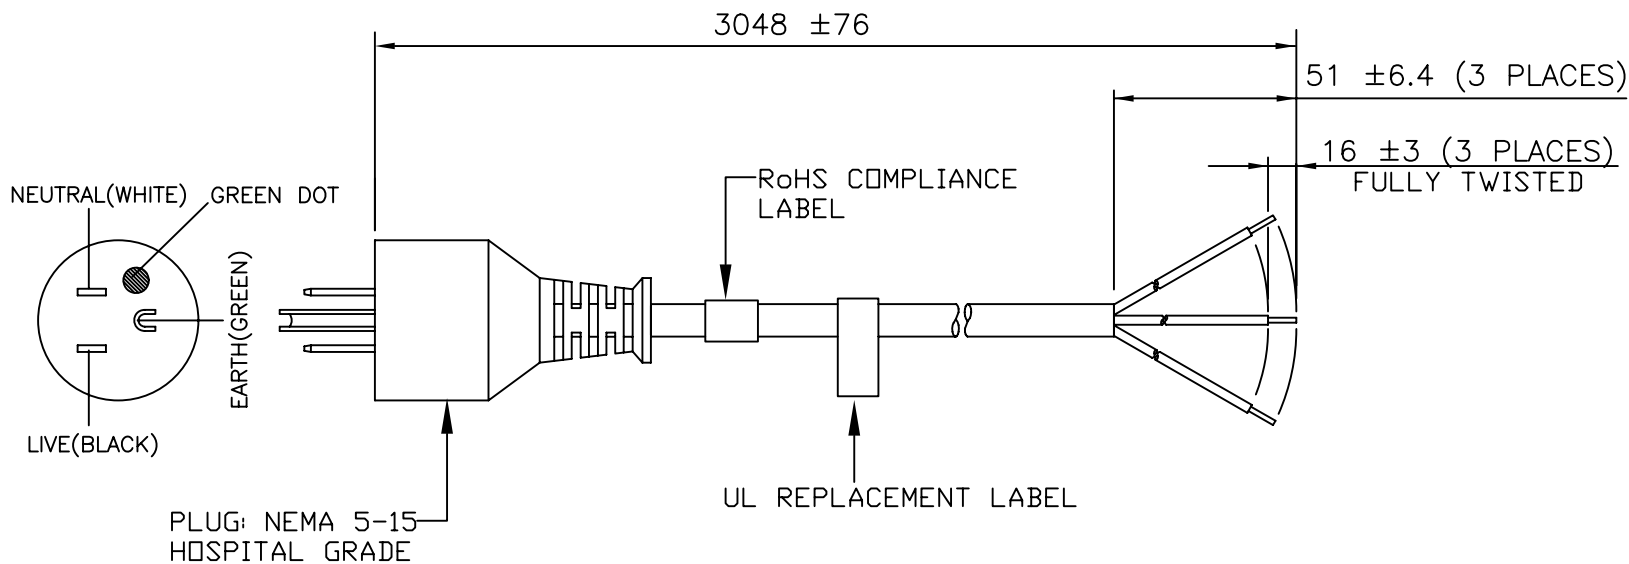 3048 ±76
51 ±6.4 (3 PLACES)
16 ±3 (3 PLACES)
FULLY TWISTED
RoHS COMPLIANCE
LABEL
NEUTRAL(WHITE)
GREEN DOT
EARTH(GREEN)
LIVE(BLACK)
UL REPLACEMENT LABEL
PLUG: NEMA 5-15
HOSPITAL GRADE